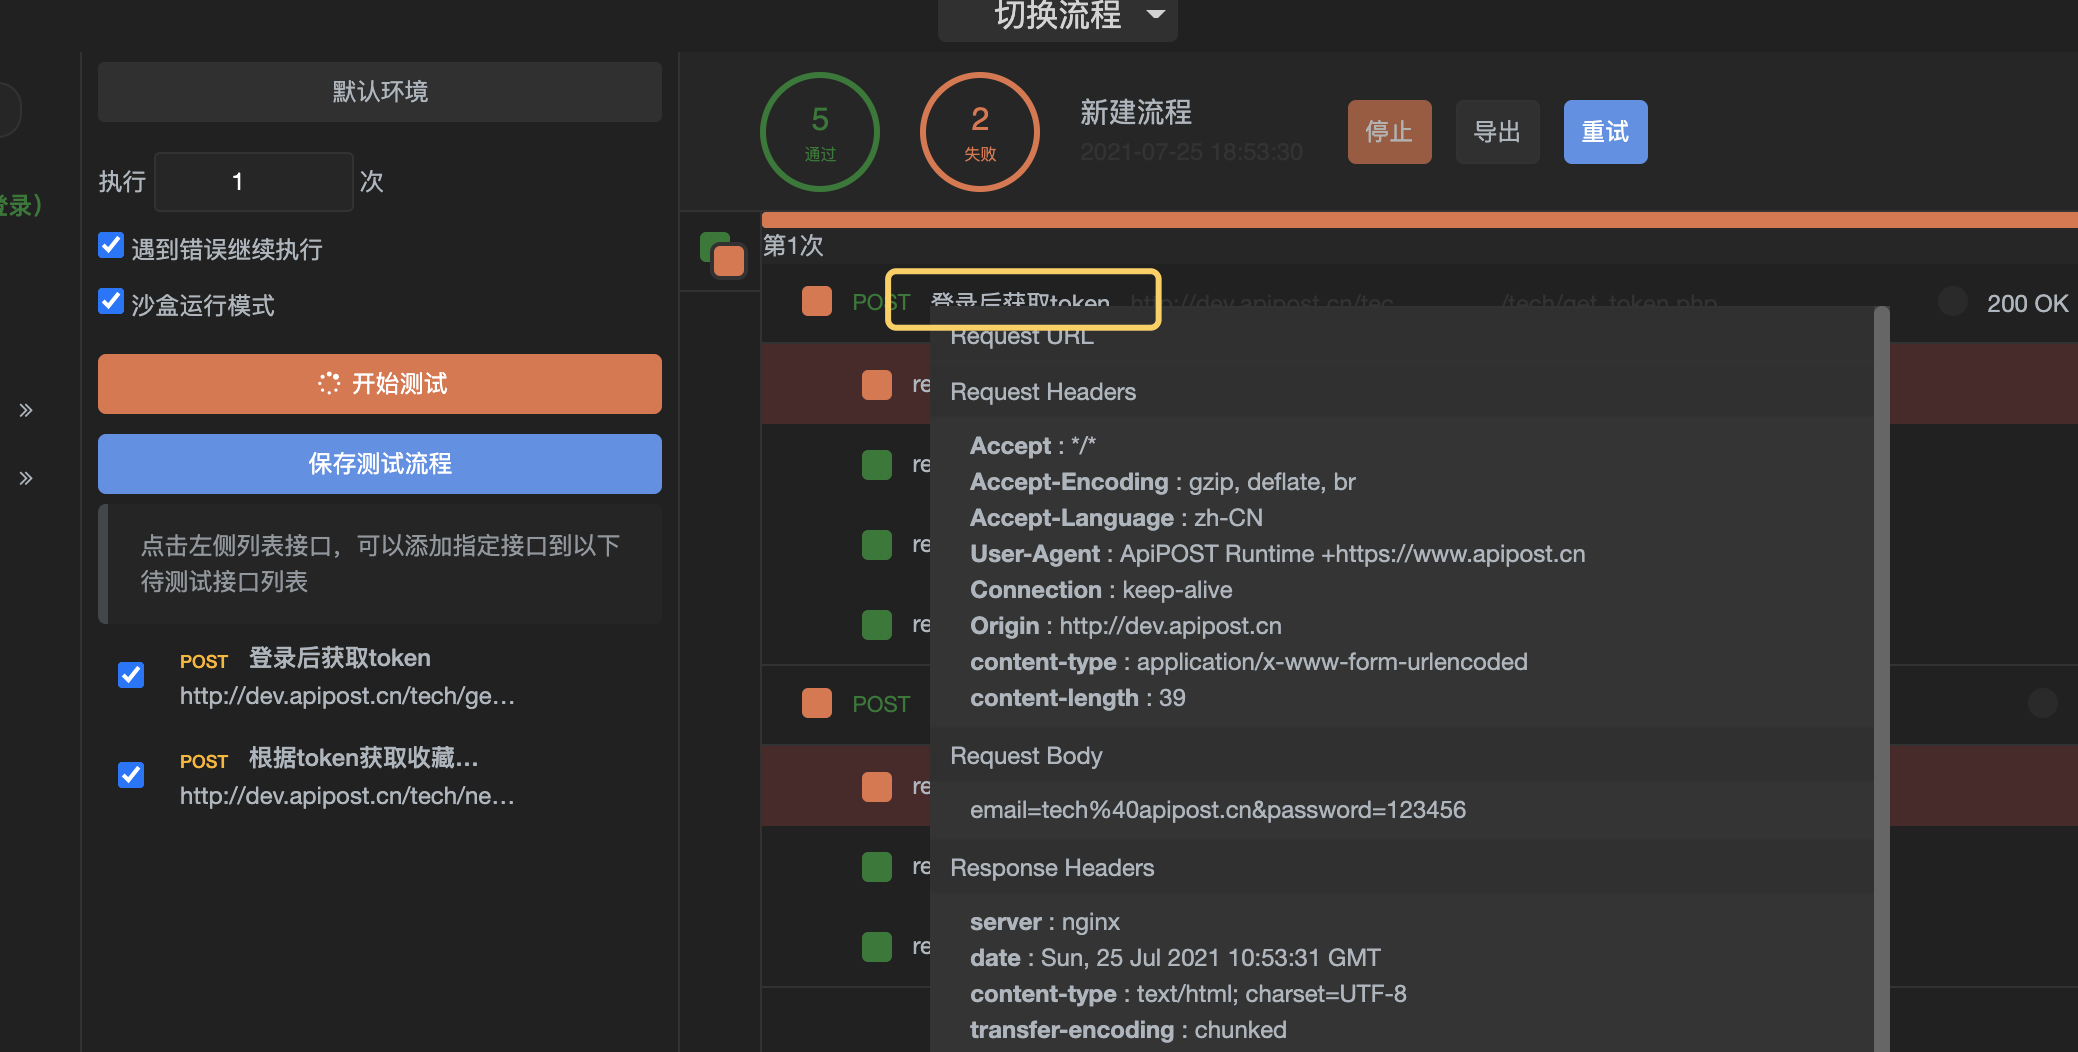 切换流程
默认环境
执行 1 次
登录）
遇到错误继续执行
沙盒运行模式
开始测试
保存测试流程
点击左侧列表接口，可以添加指定接口到以下
待测试接口列表
POST 登录后获取token
http://dev.apipost.cn/tech/ge...
POST 根据token获取收藏...
http://dev.apipost.cn/tech/ne...
5
通过
2
失败
新建流程
2021-07-25 18:53:30
停止
导出
重试
第1次
POST 登录后获取token http://dev.apipost.cn/tec /tech/get_token.php 200 OK
re
re
re
re
POST
re
re
re
Request URL
Request Headers
Accept : */*
Accept-Encoding : gzip, deflate, br
Accept-Language : zh-CN
User-Agent : ApiPOST Runtime +https://www.apipost.cn
Connection : keep-alive
Origin : http://dev.apipost.cn
content-type : application/x-www-form-urlencoded
content-length : 39
Request Body
email=tech%40apipost.cn&password=123456
Response Headers
server : nginx
date : Sun, 25 Jul 2021 10:53:31 GMT
content-type : text/html; charset=UTF-8
transfer-encoding : chunked